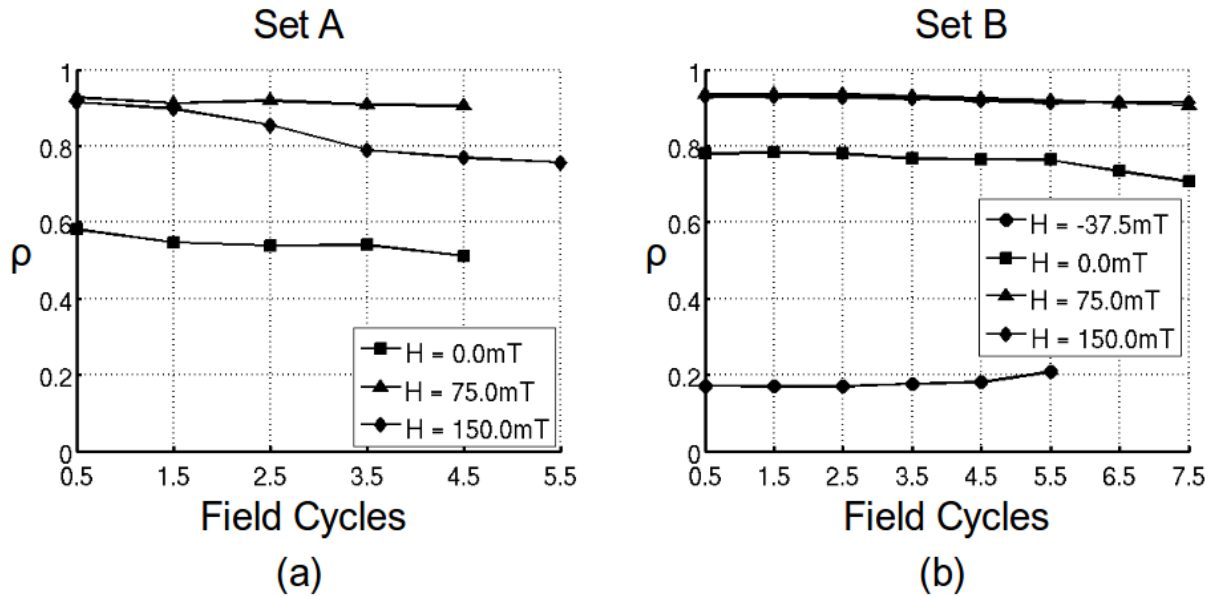 Set A
1
0.8
0.6
ρ
0.4
0.2
0
H = 0.0mT
H = 75.0mT
H = 150.0mT
0.5 1.5 2.5 3.5 4.5 5.5
Field Cycles
(a)
Set B
1
0.8
0.6
ρ
0.4
0.2
0
H = -37.5mT
H = 0.0mT
H = 75.0mT
H = 150.0mT
0.5 1.5 2.5 3.5 4.5 5.5 6.5 7.5
Field Cycles
(b)